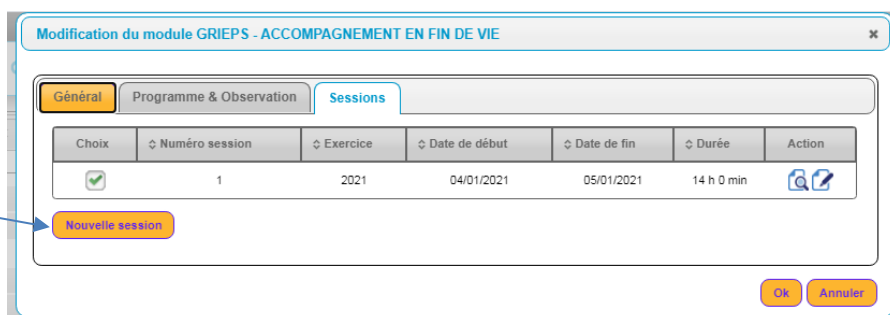 Modification du module GRIEPS - ACCOMPAGNEMENT EN FIN DE VIE
Général Programme & Observation Sessions
Choix Numéro session Exercice Date de début Date de fin Durée Action
1 2021 04/01/2021 05/01/2021 14 h 0 min
Nouvelle session
Ok Annuler